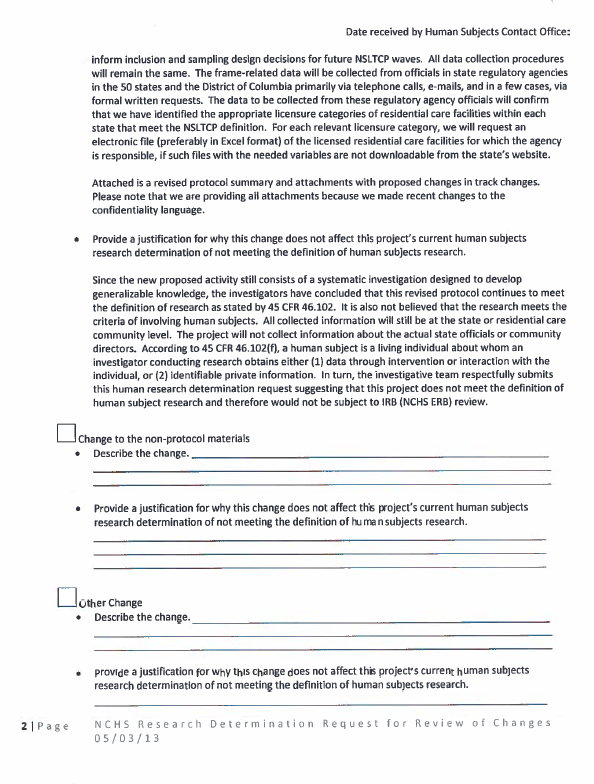 Date received by Human Subjects Contact Office:
inform inclusion and sampling design decisions for future NSLTCP waves. All data collection procedures
will remain the same. The frame-related data will be collected from officials in state regulatory agencies
in the 50 states and the District of Columbia primarily via telephone calls, e-mails, and in a few cases, via
formal written requests. The data to be collected from these regulatory agency officials will confirm
that we have identified the appropriate licensure categories of residential care facilities within each
state that meet the NSLTCP definition. For each relevant licensure category, we will request an
electronic file (preferably in Excel format) of the licensed residential care facilities for which the agency
is responsible, if such files with the needed variables are not downloadable from the state's website.
Attached is a revised protocol summary and attachments with proposed changes in track changes.
Please note that we are providing all attachments because we made recent changes to the
confidentiality language.
• Provide a justification for why this change does not affect this project's current human subjects
research determination of not meeting the definition of human subjects research.
Since the new proposed activity still consists of a systematic investigation designed to develop
generalizable knowledge, the investigators have concluded that this revised protocol continues to meet
the definition of research as stated by 45 CFR 46.102. It is also not believed that the research meets the
criteria of involving human subjects. All collected information will still be at the state or residential care
community level. The project will not collect information about the actual state officials or community
directors. According to 45 CFR 46.102(f), a human subject is a living individual about whom an
investigator conducting research obtains either (1) data through intervention or interaction with the
individual, or (2) identifiable private information. In turn, the investigative team respectfully submits
this human research determination request suggesting that this project does not meet the definition of
human subject research and therefore would not be subject to IRB (NCHS ERB) review.
Change to the non-protocol materials
• Describe the change.
• Provide a justification for why this change does not affect this project's current human subjects
research determination of not meeting the definition of human subjects research.
Other Change
• Describe the change.
• Provide a justification for why this change does not affect this project's current human subjects
research determination of not meeting the definition of human subjects research.
2 | Page NCHS Research Determination Request for Review of Changes
05/03/13